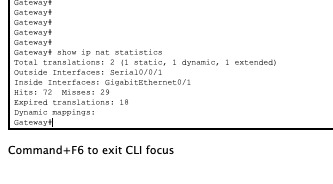 Gateway#
Gateway#
Gateway#
Gateway#
Gateway#
Gateway# show ip nat statistics
Total translations: 2 (1 static, 1 dynamic, 1 extended)
Outside Interfaces: Serial0/0/1
Inside Interfaces: GigabitEthernet0/1
Hits: 72 Misses: 29
Expired translations: 18
Dynamic mappings:
Gateway#
Command+F6 to exit CLI focus